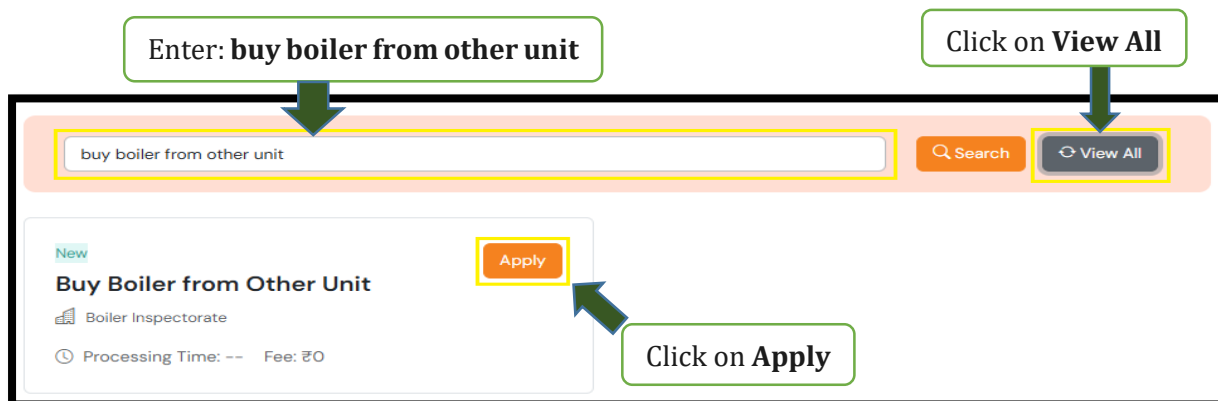 Enter: buy boiler from other unit
Click on View All
buy boiler from other unit
Search
View All
New
Apply
Buy Boiler from Other Unit
Boiler Inspectorate
Processing Time: -- Fee: ₹0
Click on Apply